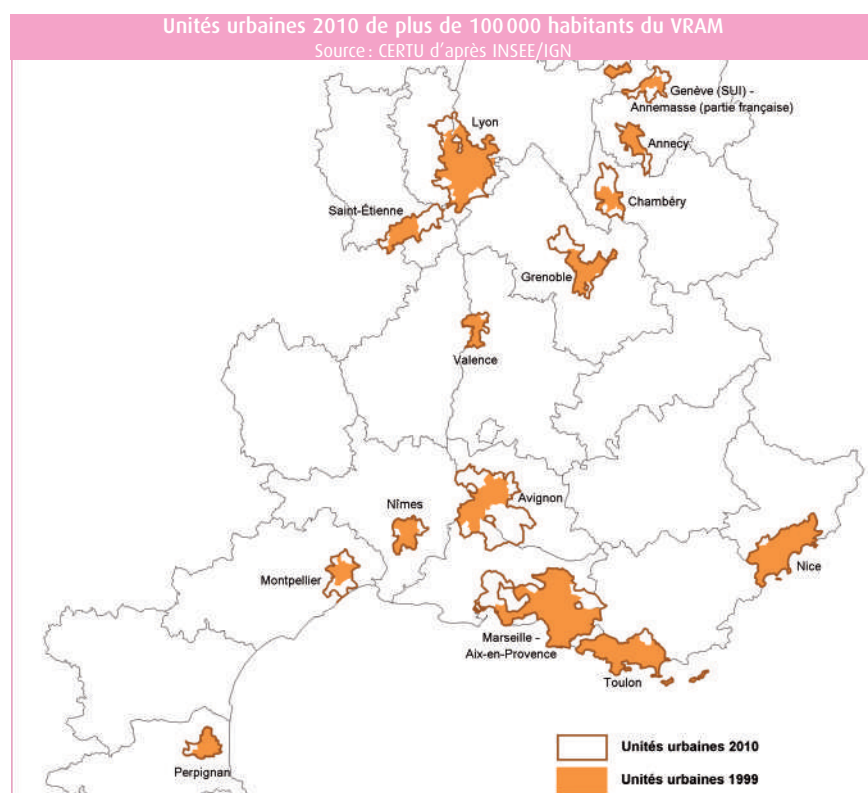 Unités urbaines 2010 de plus de 100 000 habitants du VRAM
Source : CERTU d'après INSEE/IGN
Genève (SUI) -
Annemasse (partie française)
Lyon
Annecy
Chambéry
Saint-Étienne
Grenoble
Valence
Avignon
Nîmes
Nice
Montpellier
Marseille -
Aix-en-Provence
Toulon
Perpignan
Unités urbaines 2010
Unités urbaines 1999